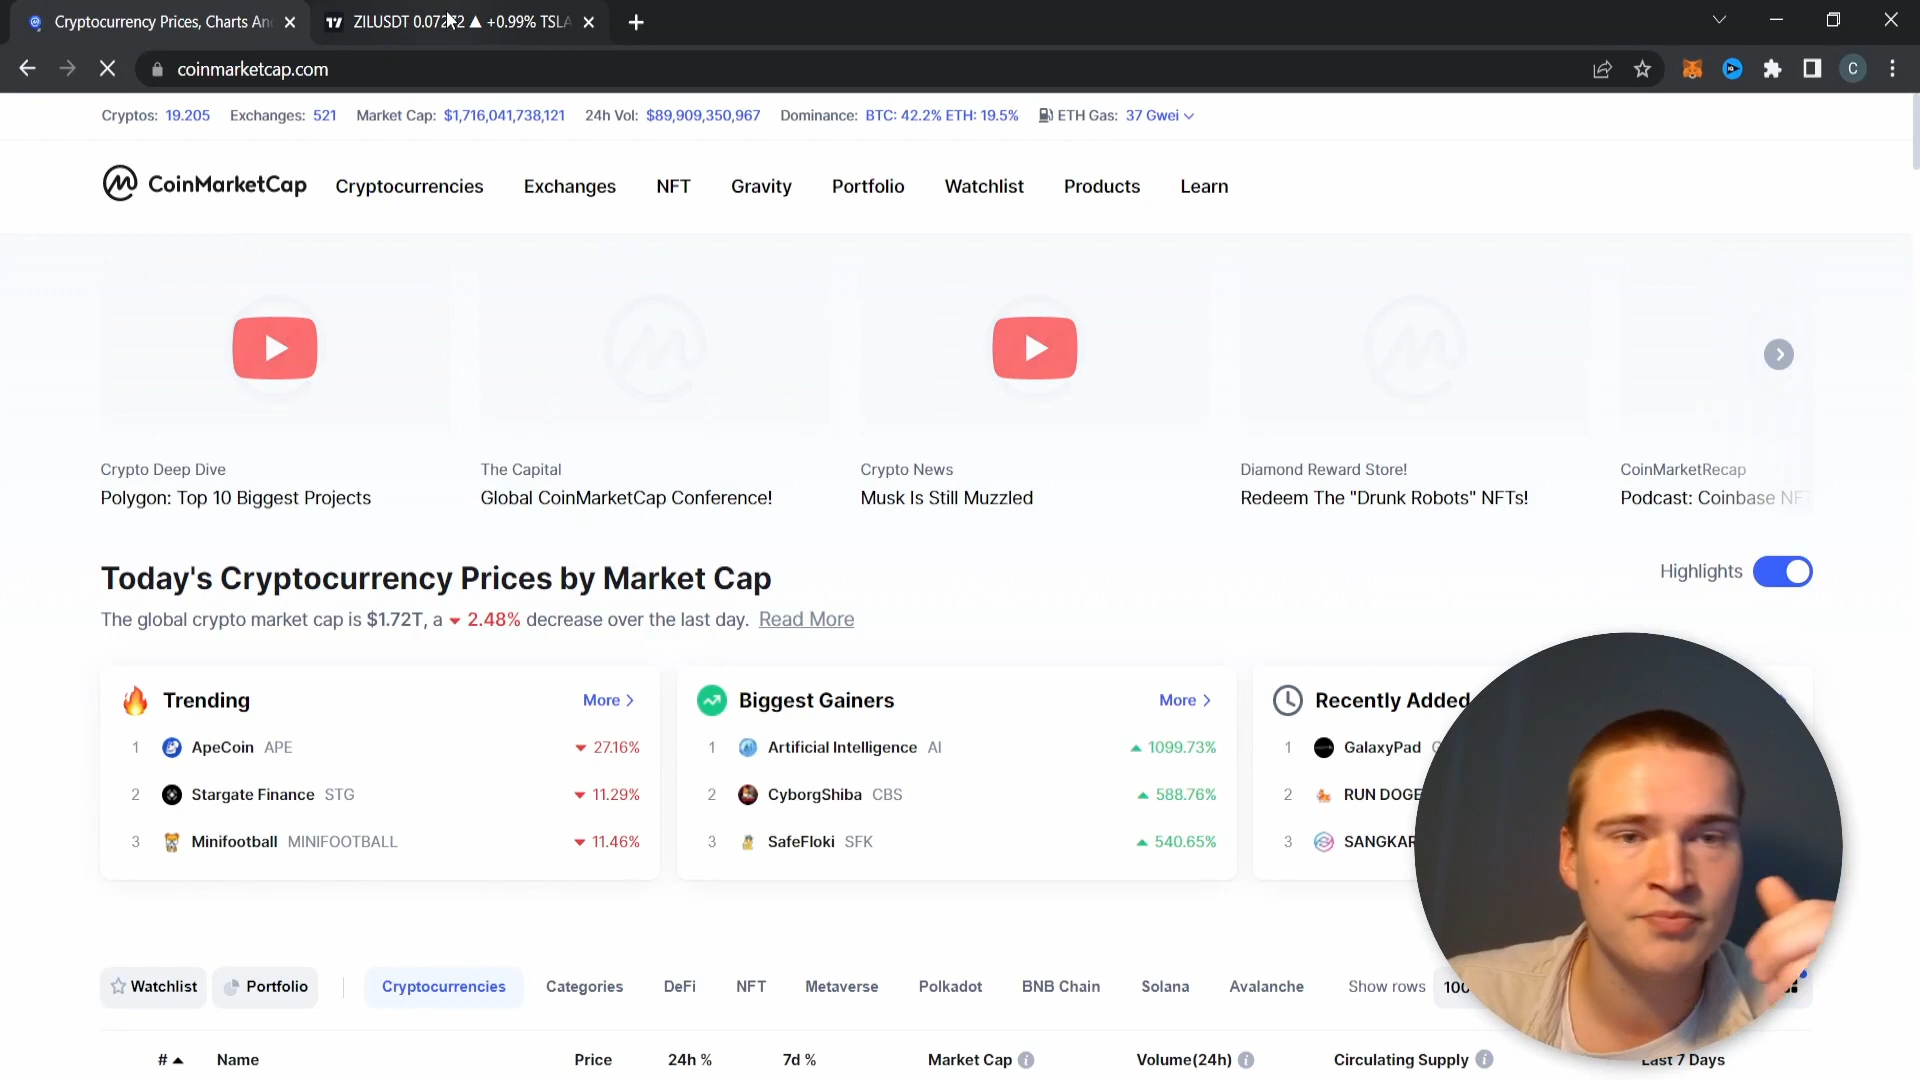 Cryptocurrency Prices, Charts An
ZILUSDT 0.07 2 ▲ +0.99% TSLA
coinmarketcap.com
C
Cryptos: 19.205 Exchanges: 521 Market Cap: $1,716,041,738,121 24h Vol: $89,909,350,967 Dominance: BTC: 42.2% ETH: 19.5% ETH Gas: 37 Gwei
CoinMarketCap Cryptocurrencies Exchanges NFT Gravity Portfolio Watchlist Products Learn
Crypto Deep Dive
Polygon: Top 10 Biggest Projects
The Capital
Global CoinMarketCap Conference!
Crypto News
Musk Is Still Muzzled
Diamond Reward Store!
Redeem The "Drunk Robots" NFTs!
CoinMarketRecap
Podcast: Coinbase NFT
Today's Cryptocurrency Prices by Market Cap
Highlights
The global crypto market cap is $1.72T, a ▼ 2.48% decrease over the last day. Read More
Trending More >
1 ApeCoin APE ▼ 27.16%
2 Stargate Finance STG ▼ 11.29%
3 Minifootball MINIFOOTBALL ▼ 11.46%
Biggest Gainers More >
1 Artificial Intelligence AI ▲ 1099.73%
2 CyborgShiba CBS ▲ 588.76%
3 SafeFloki SFK ▲ 540.65%
Recently Added
1 GalaxyPad
2 RUN DOGE
3 SANGKAR
Watchlist Portfolio Cryptocurrencies Categories DeFi NFT Metaverse Polkadot BNB Chain Solana Avalanche Show rows 100
# ▲ Name Price 24h % 7d % Market Cap Volume(24h) Circulating Supply Last 7 Days